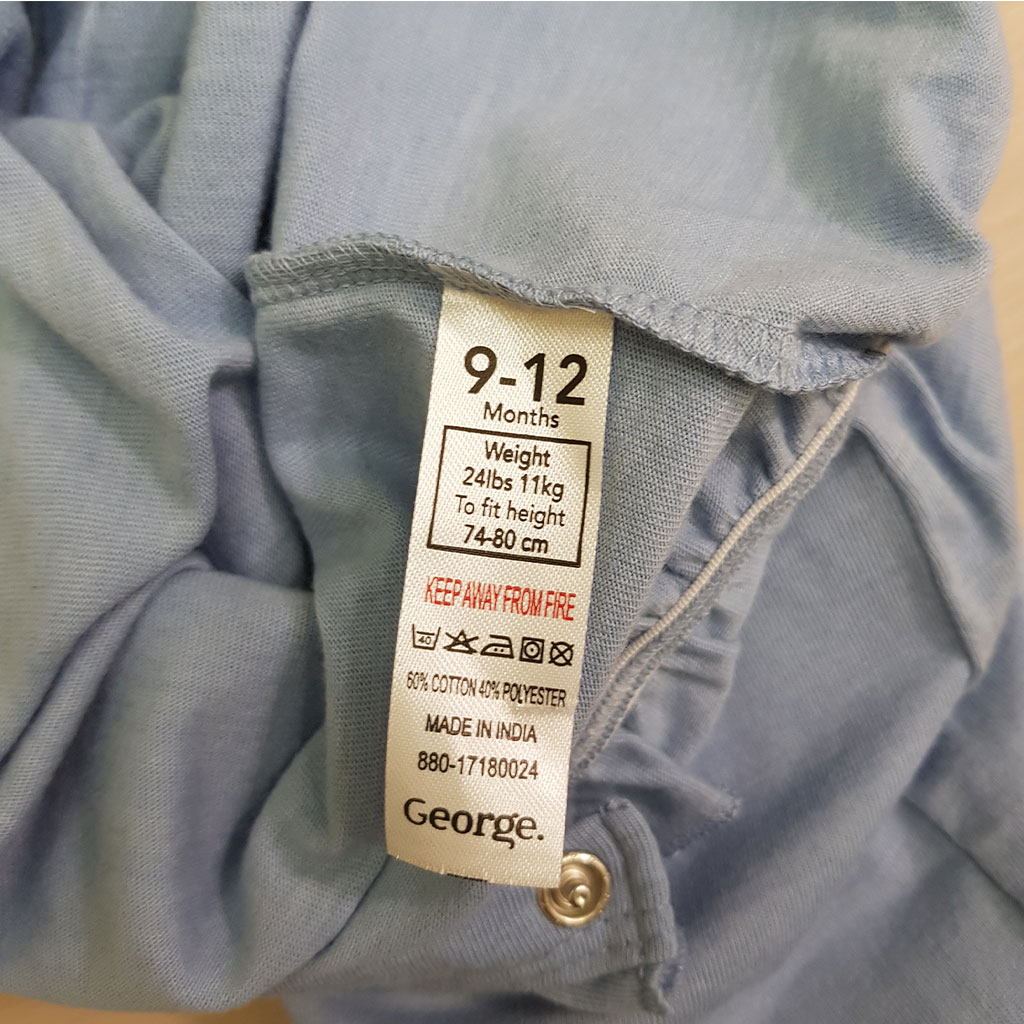 9-12
Months
Weight
24lbs 11kg
To fit height
74-80 cm
KEEP AWAY FROM FIRE
40
60% COTTON 40% POLYESTER
MADE IN INDIA
880-17180024
George.